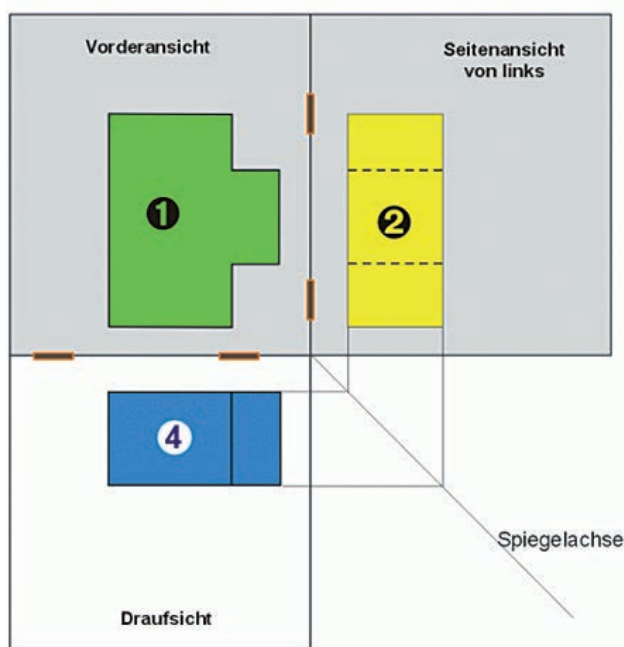 Vorderansicht
Seitenansicht
von links
1
2
4
Spiegelachse
Draufsicht